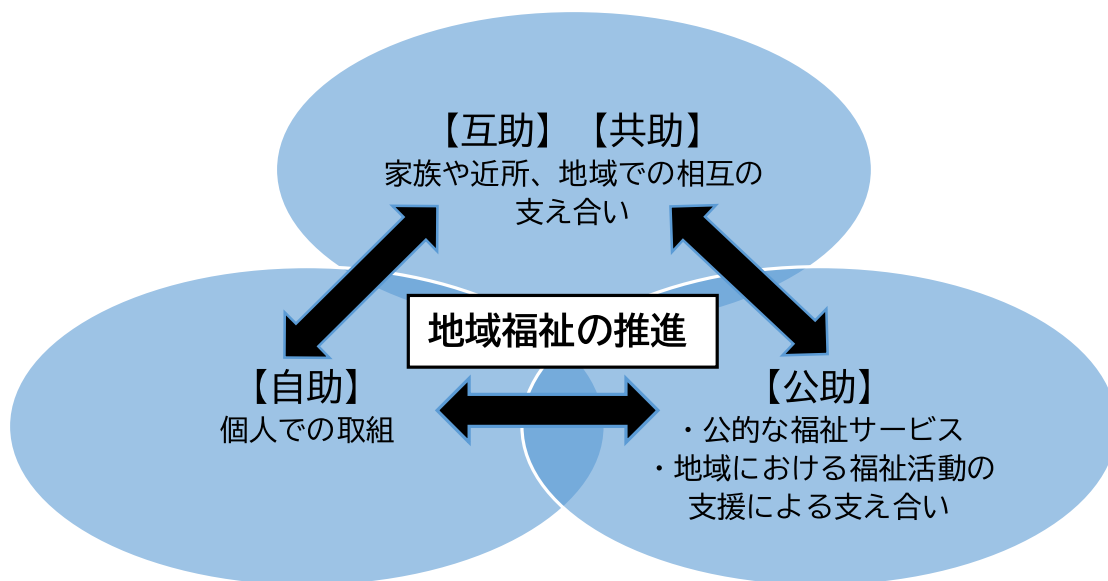 【互助】【共助】
家族や近所、地域での相互の
支え合い
地域福祉の推進
【自助】
個人での取組
【公助】
・公的な福祉サービス
・地域における福祉活動の
支援による支え合い